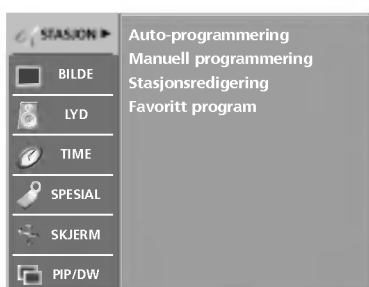 STASJON
BILDE
LYD
TIME
SPESIAL
SKJERM
PIP/DW
Auto-programmering
Manuell programmering
Stasjonsredigering
Favoritt program